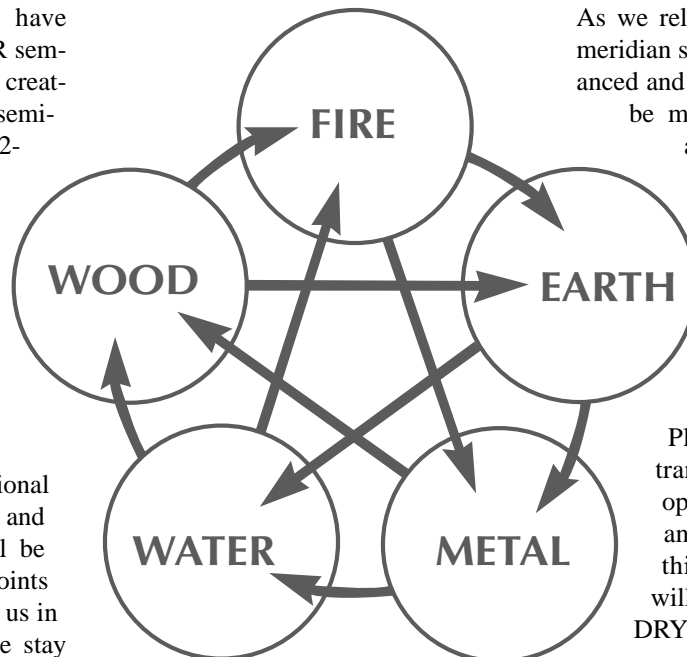 have
R sem-
creat-
semi-
2-
ional
and
l be
oints
us in
e stay
FIRE
WOOD
EARTH
WATER
METAL
As we rel
meridian s
anced and
be m
a
Pl
tran
op
an
thi
will
DRY